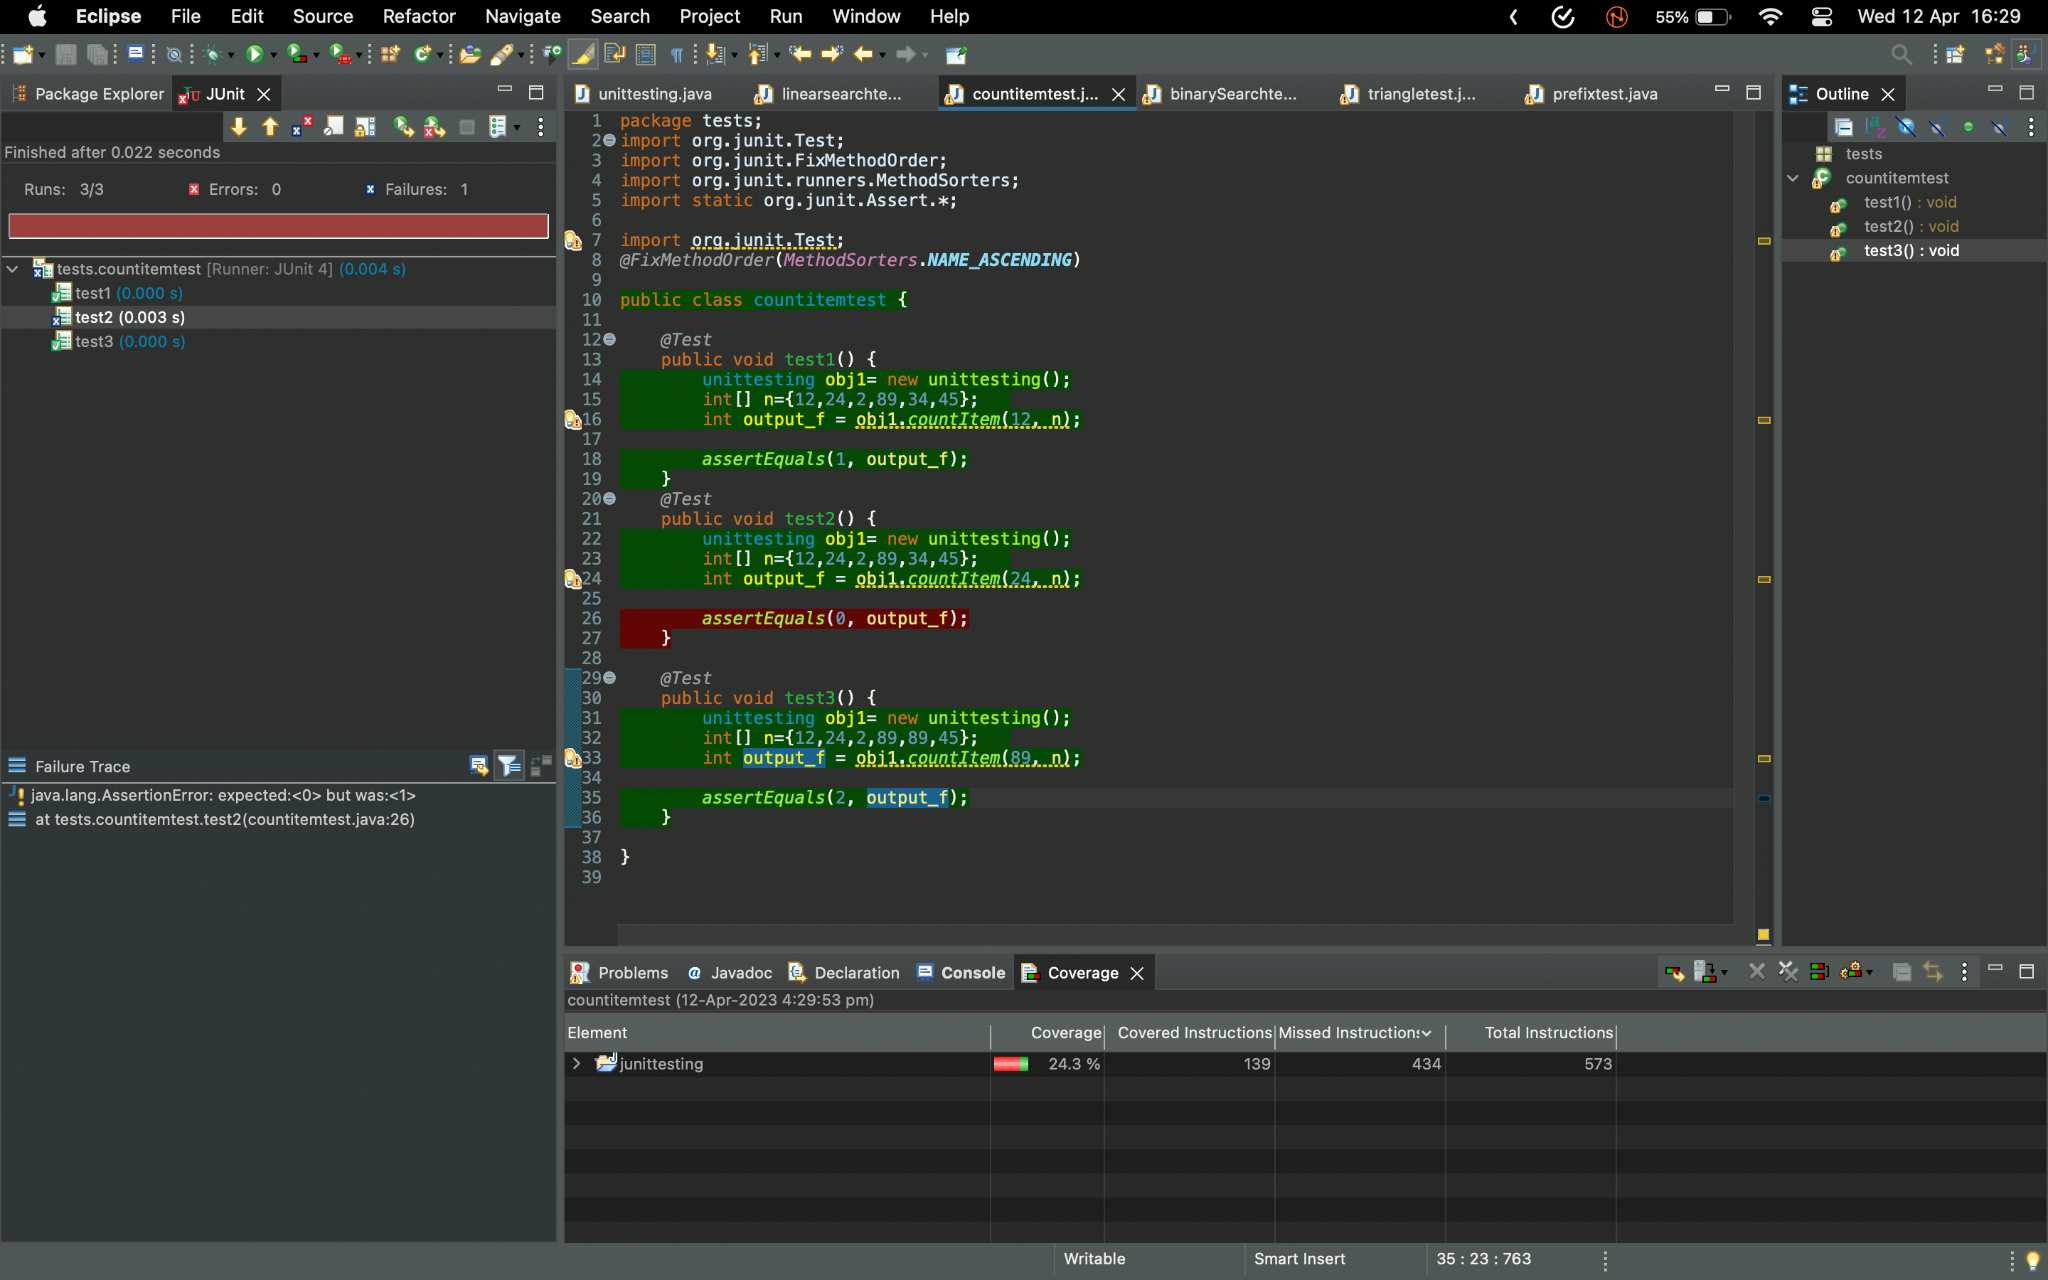 Eclipse File Edit Source Refactor Navigate Search Project Run Window Help 55% Wed 12 Apr 16:29
Package Explorer JUnit
Finished after 0.022 seconds
Runs: 3/3 Errors: 0 Failures: 1
tests.countitemtest [Runner: JUnit 4] (0.004 s)
test1 (0.000 s)
test2 (0.003 s)
test3 (0.000 s)
Failure Trace
java.lang.AssertionError: expected:<0> but was:<1>
at tests.countitemtest.test2(countitemtest.java:26)
unittesting.java linearsearchte... countitemtest.j... binarySearchte... triangletest.j... prefixtest.java
1 package tests;
2 import org.junit.Test;
3 import org.junit.FixMethodOrder;
4 import org.junit.runners.MethodSorters;
5 import static org.junit.Assert.*;
6
7 import org.junit.Test;
8 @FixMethodOrder(MethodSorters.NAME_ASCENDING)
9
10 public class countitemtest {
11
12 @Test
13 public void test1() {
14 unittesting obj1= new unittesting();
15 int[] n={12,24,2,89,34,45};
16 int output_f = obj1.countItem(12, n);
17
18 assertEquals(1, output_f);
19 }
20 @Test
21 public void test2() {
22 unittesting obj1= new unittesting();
23 int[] n={12,24,2,89,34,45};
24 int output_f = obj1.countItem(24, n);
25
26 assertEquals(0, output_f);
27 }
28
29 @Test
30 public void test3() {
31 unittesting obj1= new unittesting();
32 int[] n={12,24,2,89,89,45};
33 int output_f = obj1.countItem(89, n);
34
35 assertEquals(2, output_f);
36 }
37
38 }
39
Outline
tests
countitemtest
test1() : void
test2() : void
test3() : void
Problems Javadoc Declaration Console Coverage
countitemtest (12-Apr-2023 4:29:53 pm)
Element Coverage Covered Instructions Missed Instructions Total Instructions
junittesting 24.3 % 139 434 573
Writable Smart Insert 35 : 23 : 763